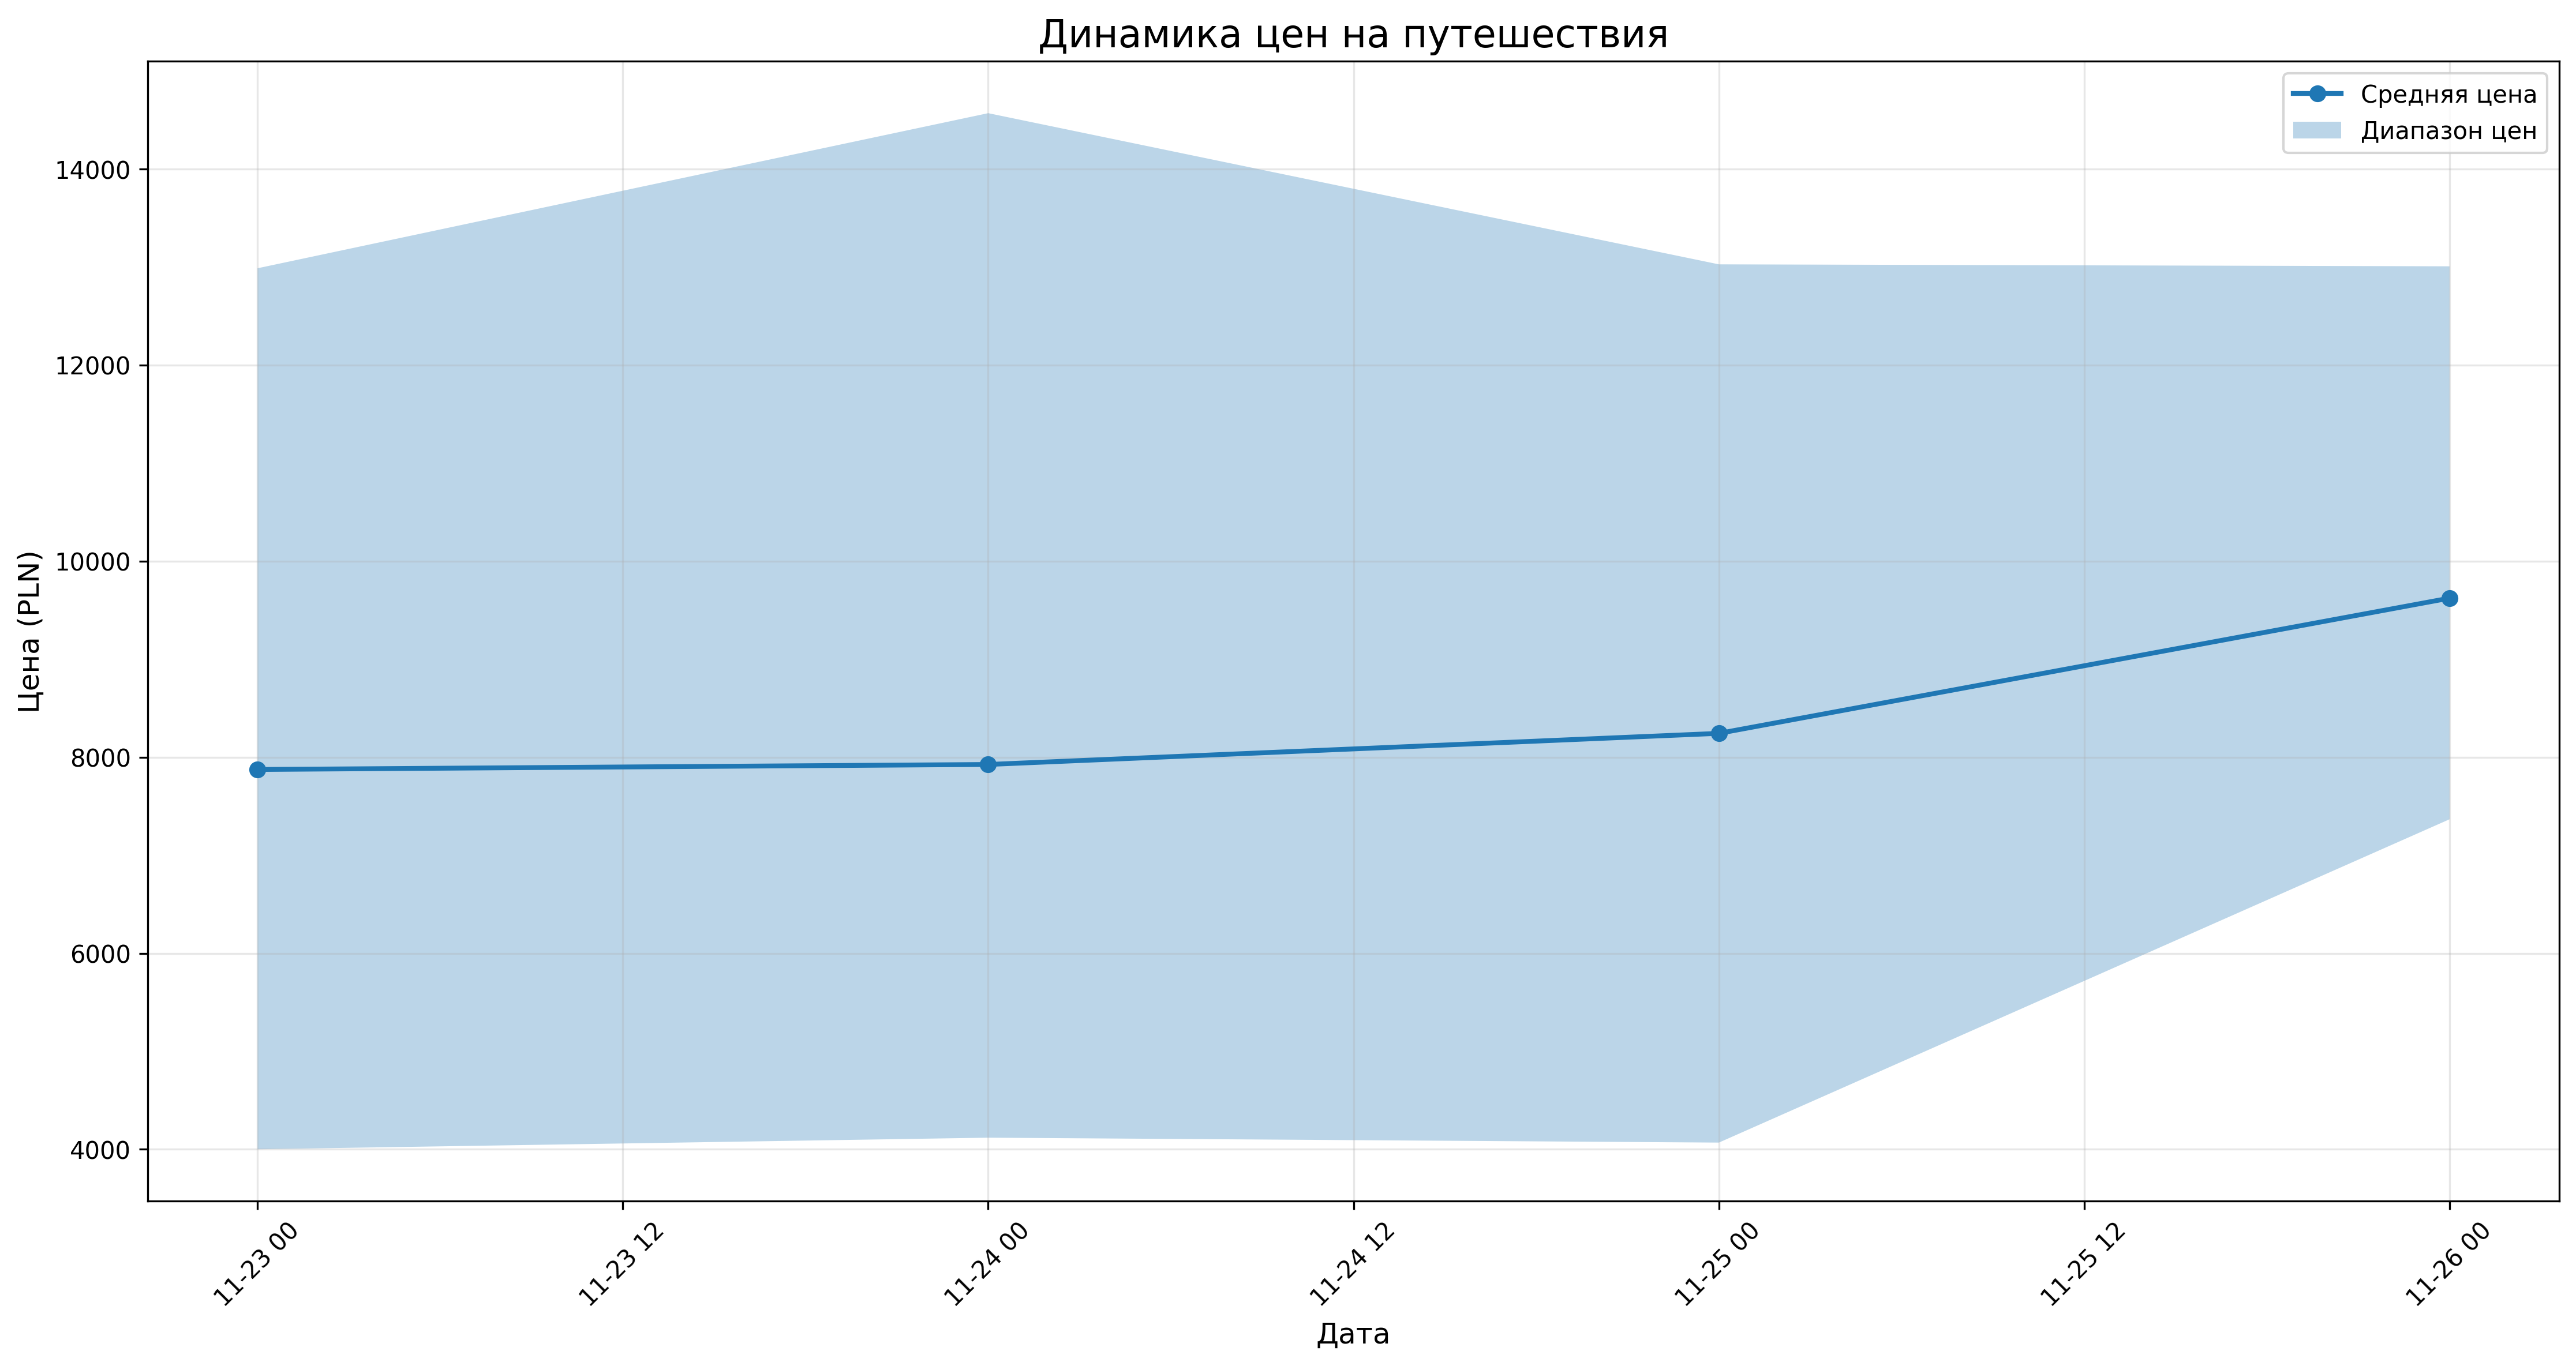 Динамика цен на путешествия
Средняя цена
Диапазон цен
Цена (PLN)
14000
12000
10000
8000
6000
4000
11-23 00
11-23 12
11-24 00
11-24 12
11-25 00
11-25 12
11-26 00
Дата